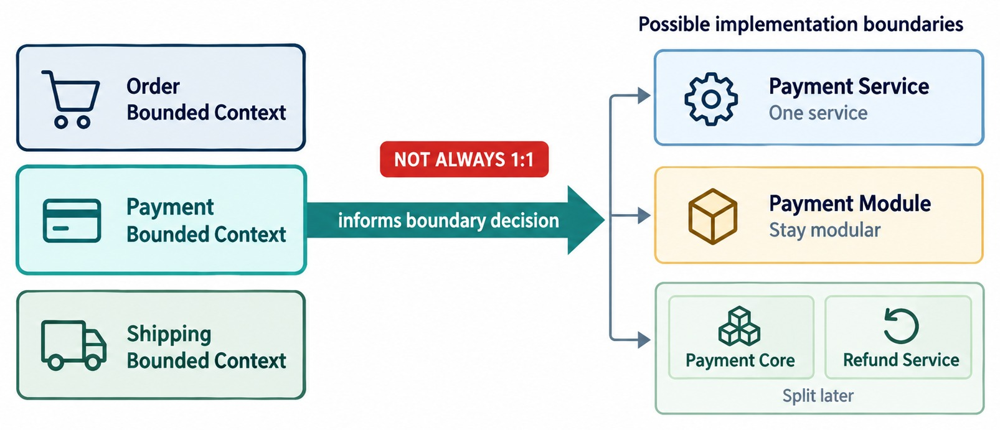 Possible implementation boundaries
Order
Bounded Context
Payment
Bounded Context
Shipping
Bounded Context
NOT ALWAYS 1:1
informs boundary decision
Payment Service
One service
Payment Module
Stay modular
Payment Core
Refund Service
Split later